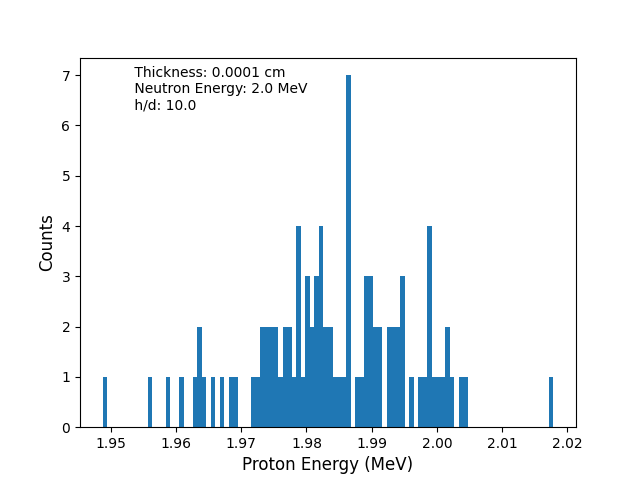 Thickness: 0.0001 cm
Neutron Energy: 2.0 MeV
h/d: 10.0
7
6
5
4
3
2
1
0
Counts
1.95 1.96 1.97 1.98 1.99 2.00 2.01 2.02
Proton Energy (MeV)